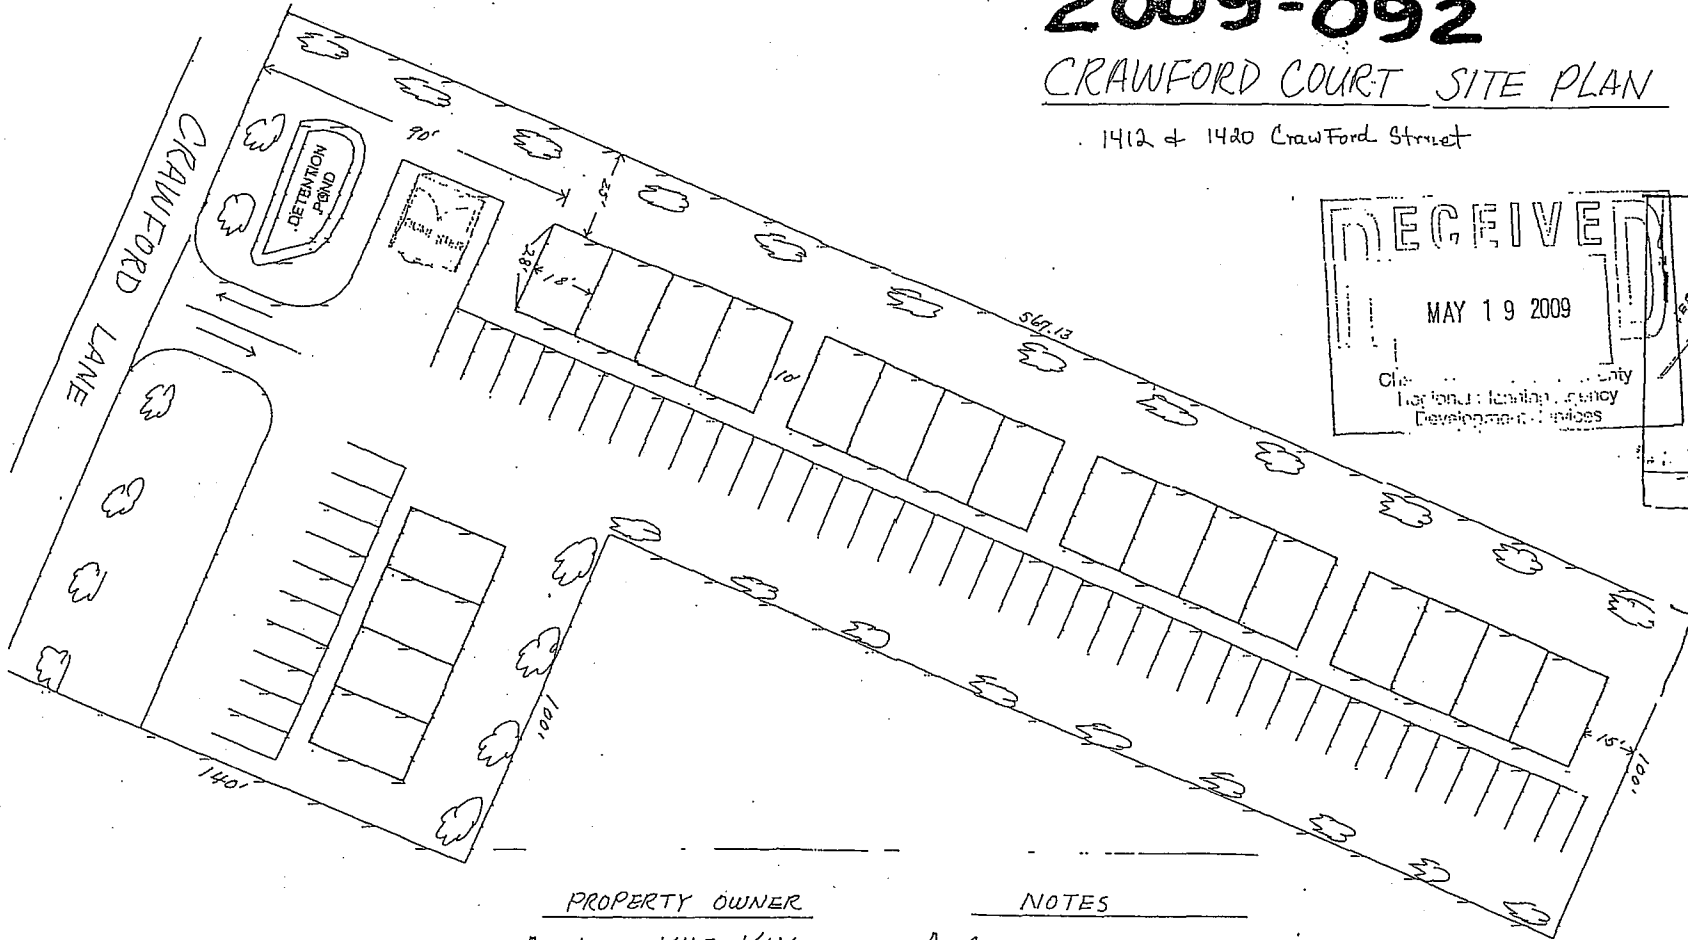 2009-092
CRAWFORD COURT SITE PLAN
1412 & 1420 Crawford Street
RECEIVED
MAY 19 2009
Development Services
CRAWFORD LANE
DETENTION POND
90'
25'
28'
18'
10'
567.13
15'
100'
100'
140'
PROPERTY OWNER
NOTES